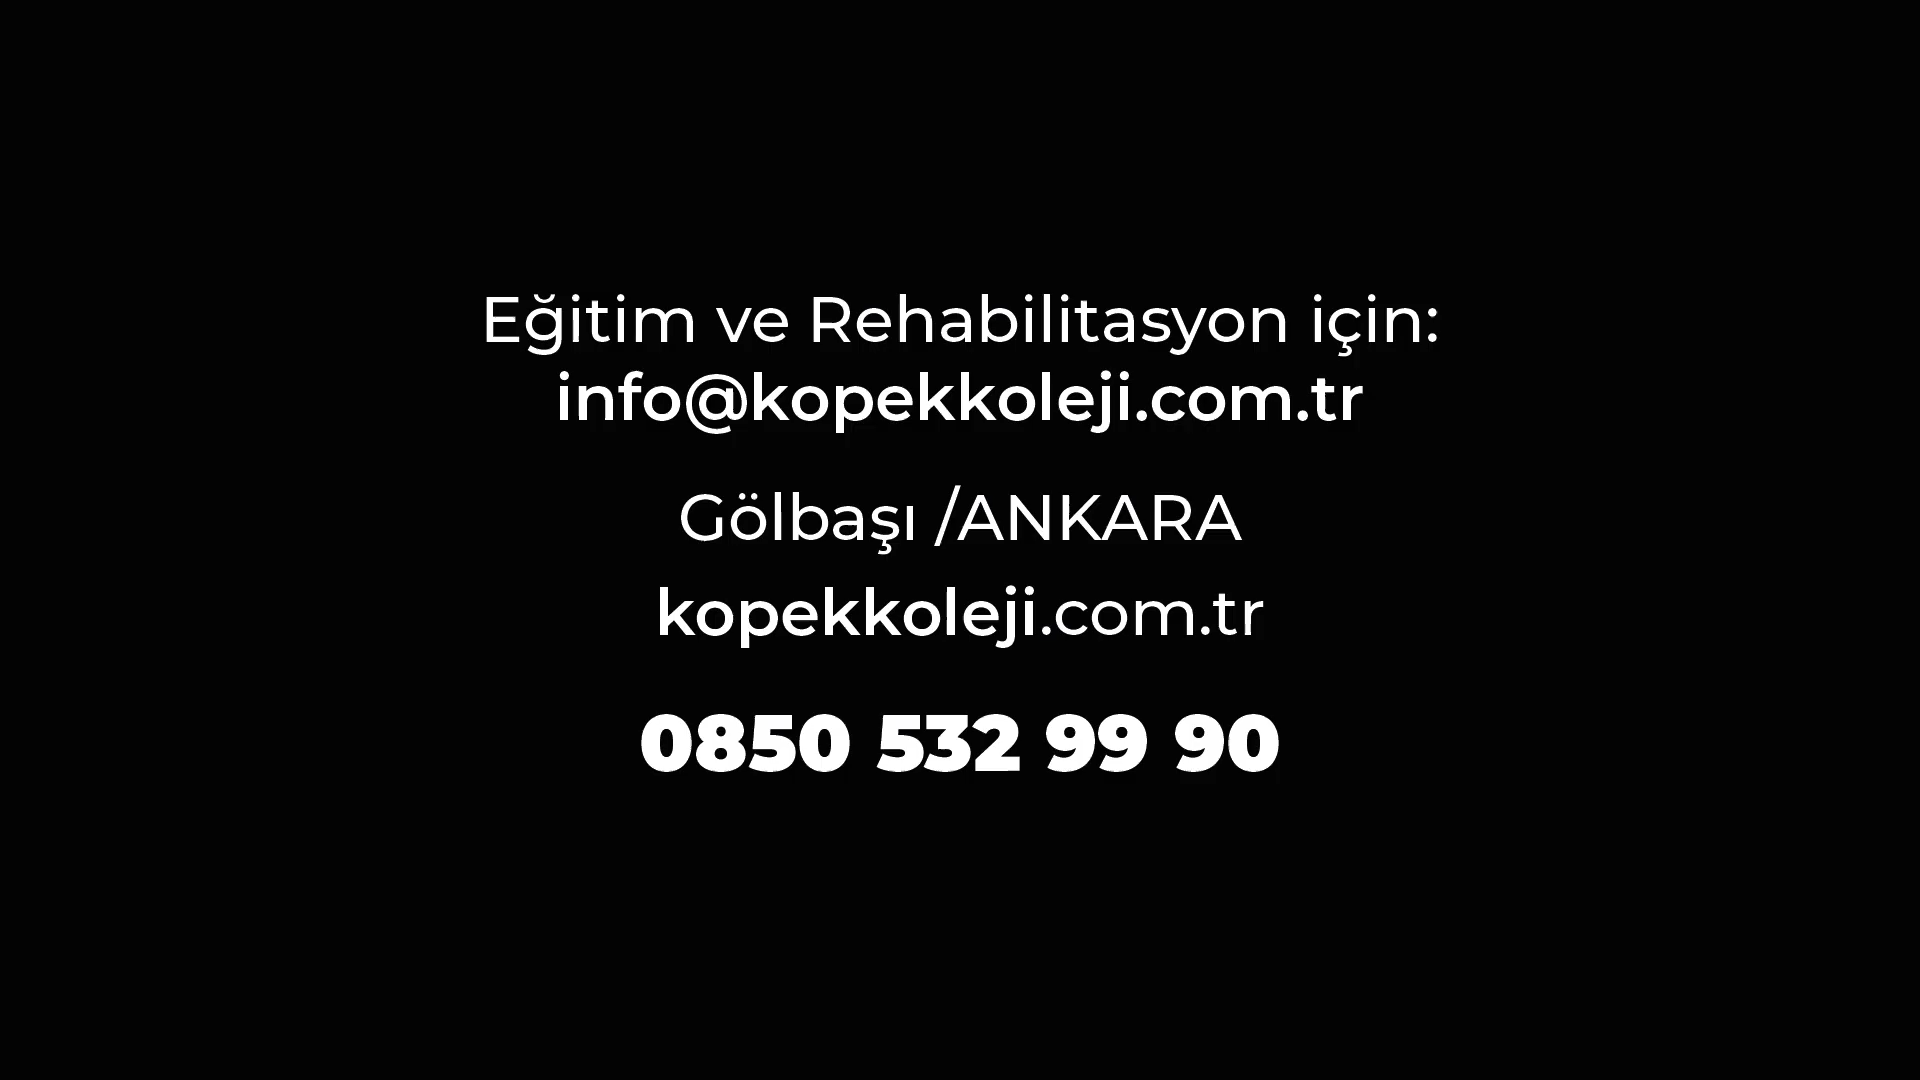 Eğitim ve Rehabilitasyon için:
info@kopekkoleji.com.tr
Gölbaşı /ANKARA
kopekkoleji.com.tr
0850 532 99 90